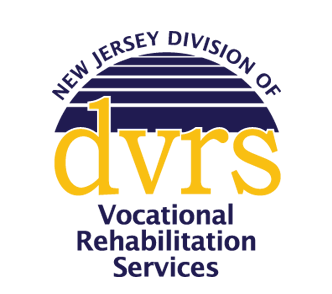 NEW JERSEY DIVISION OF
dvrs
Vocational
Rehabilitation
Services